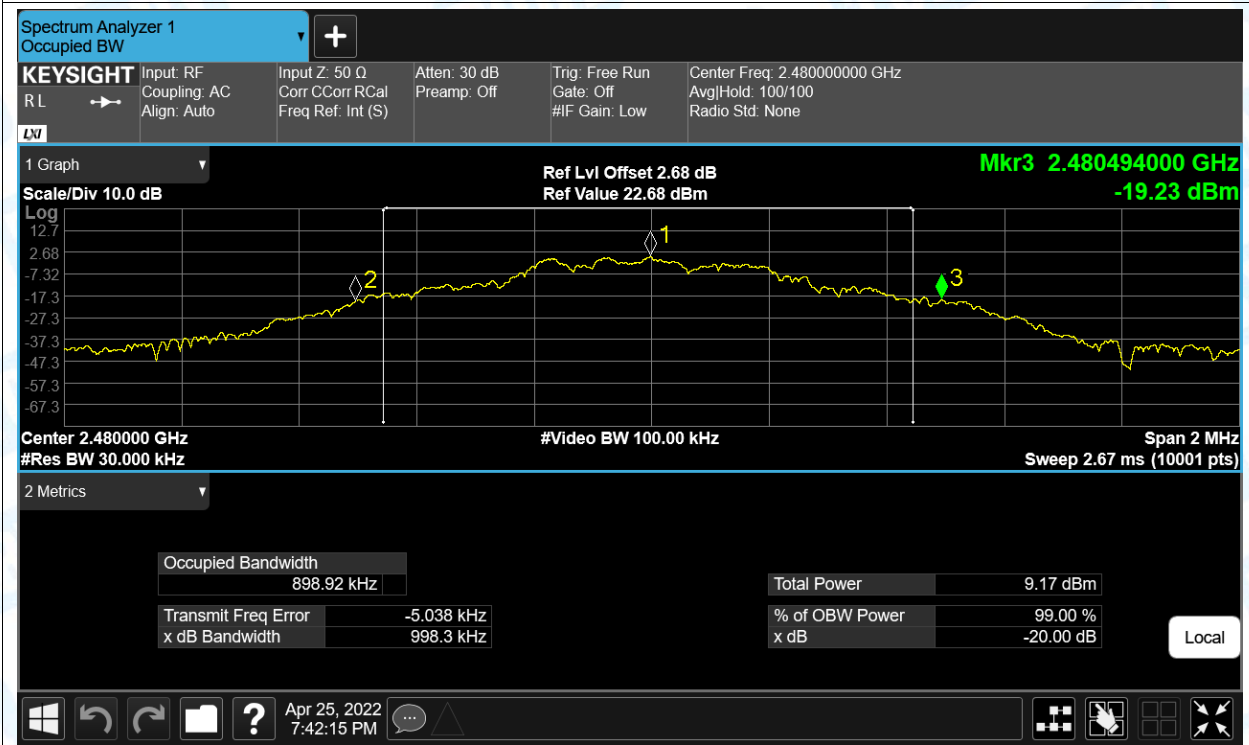 Spectrum Analyzer 1
Occupied BW
▼
+
KEYSIGHT
R L
LXI
Input: RF
Coupling: AC
Align: Auto
Input Z: 50 Ω
Corr CCorr RCal
Freq Ref: Int (S)
Atten: 30 dB
Preamp: Off
Trig: Free Run
Gate: Off
#IF Gain: Low
Center Freq: 2.480000000 GHz
Avg|Hold: 100/100
Radio Std: None
1 Graph ▼
Scale/Div 10.0 dB
Ref Lvl Offset 2.68 dB
Ref Value 22.68 dBm
Mkr3 2.480494000 GHz
-19.23 dBm
Log
12.7
2.68
-7.32
-17.3
-27.3
-37.3
-47.3
-57.3
-67.3
1
2
3
Center 2.480000 GHz
#Res BW 30.000 kHz
#Video BW 100.00 kHz
Span 2 MHz
Sweep 2.67 ms (10001 pts)
2 Metrics ▼
Occupied Bandwidth
898.92 kHz
Transmit Freq Error -5.038 kHz
x dB Bandwidth 998.3 kHz
Total Power 9.17 dBm
% of OBW Power 99.00 %
x dB -20.00 dB
Local
?
Apr 25, 2022
7:42:15 PM